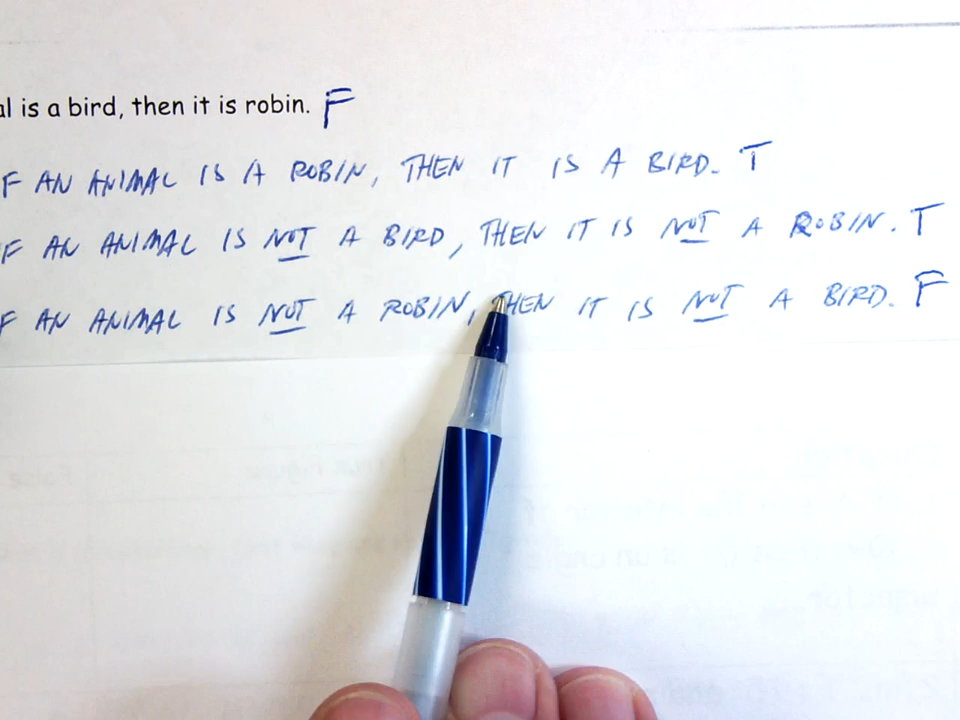 al is a bird, then it is robin. F
F AN ANIMAL IS A ROBIN, THEN IT IS A BIRD. T
F AN ANIMAL IS NOT A BIRD, THEN IT IS NOT A ROBIN. T
F AN ANIMAL IS NOT A ROBIN, THEN IT IS NOT A BIRD. F